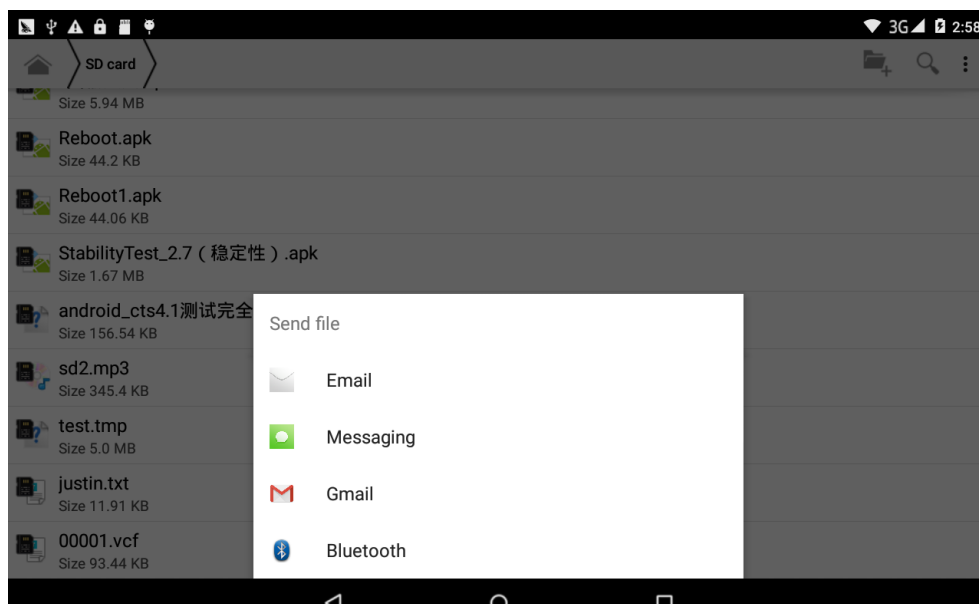 3G 2:58
SD card
Size 5.94 MB
Reboot.apk
Size 44.2 KB
Reboot1.apk
Size 44.06 KB
StabilityTest_2.7（稳定性）.apk
Size 1.67 MB
android_cts4.1测试完全
Size 156.54 KB
sd2.mp3
Size 345.4 KB
test.tmp
Size 5.0 MB
justin.txt
Size 11.91 KB
00001.vcf
Size 93.44 KB
Send file
Email
Messaging
Gmail
Bluetooth